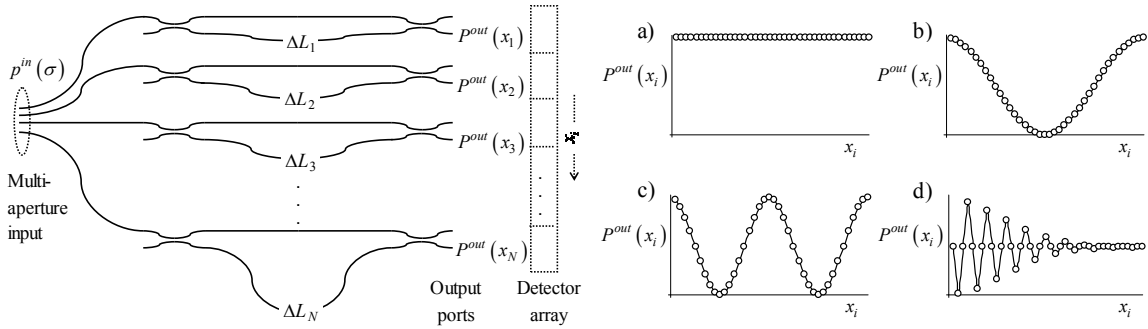 p^{in}(σ)
Multi-
aperture
input
ΔL_1
ΔL_2
ΔL_3
ΔL_N
P^{out}(x_1)
P^{out}(x_2)
P^{out}(x_3)
P^{out}(x_N)
Output
ports
Detector
array
x_i
a)
P^{out}(x_i)
x_i
b)
P^{out}(x_i)
x_i
c)
P^{out}(x_i)
x_i
d)
P^{out}(x_i)
x_i